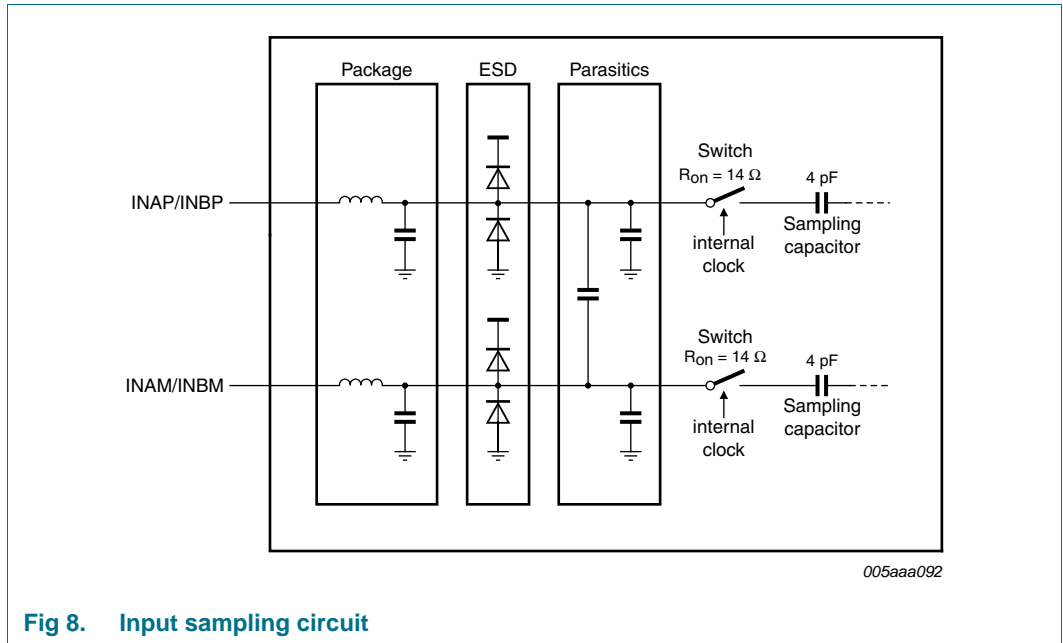 Package ESD Parasitics
Switch
Ron = 14 Ω
4 pF
INAP/INBP
internal
clock
Sampling
capacitor
Switch
Ron = 14 Ω
4 pF
INAM/INBM
internal
clock
Sampling
capacitor
005aaa092
Fig 8. Input sampling circuit